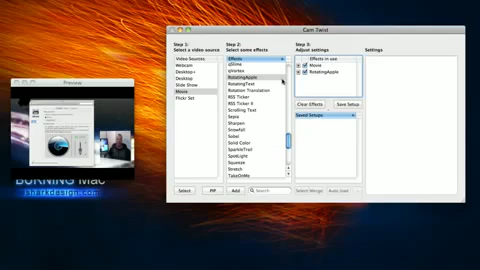 Cam Twist
Step 1:
Select a video source
Step 2:
Select some effects
Step 3:
Adjust settings
Settings
Video Sources:
Webcam
Desktop+
Desktop
Slide Show
Movie
Flickr Set
Effects
qSlime
qVortex
RotatingApple
RotatingText
Rotation Translation
RSS Ticker
RSS Ticker II
Scrolling Text
Sepia
Sharpen
Snowfall
Sobel
Solid Color
SparkleTrail
SpotLight
Squeeze
Stretch
TakeOnMe
Effects in use
Movie
RotatingApple
Clear Effects
Save Setup
Saved Setups
Select
PiP
Add
Search
Select Merge
Auto load
Preview
BURNING Mac
sharkdesign.com